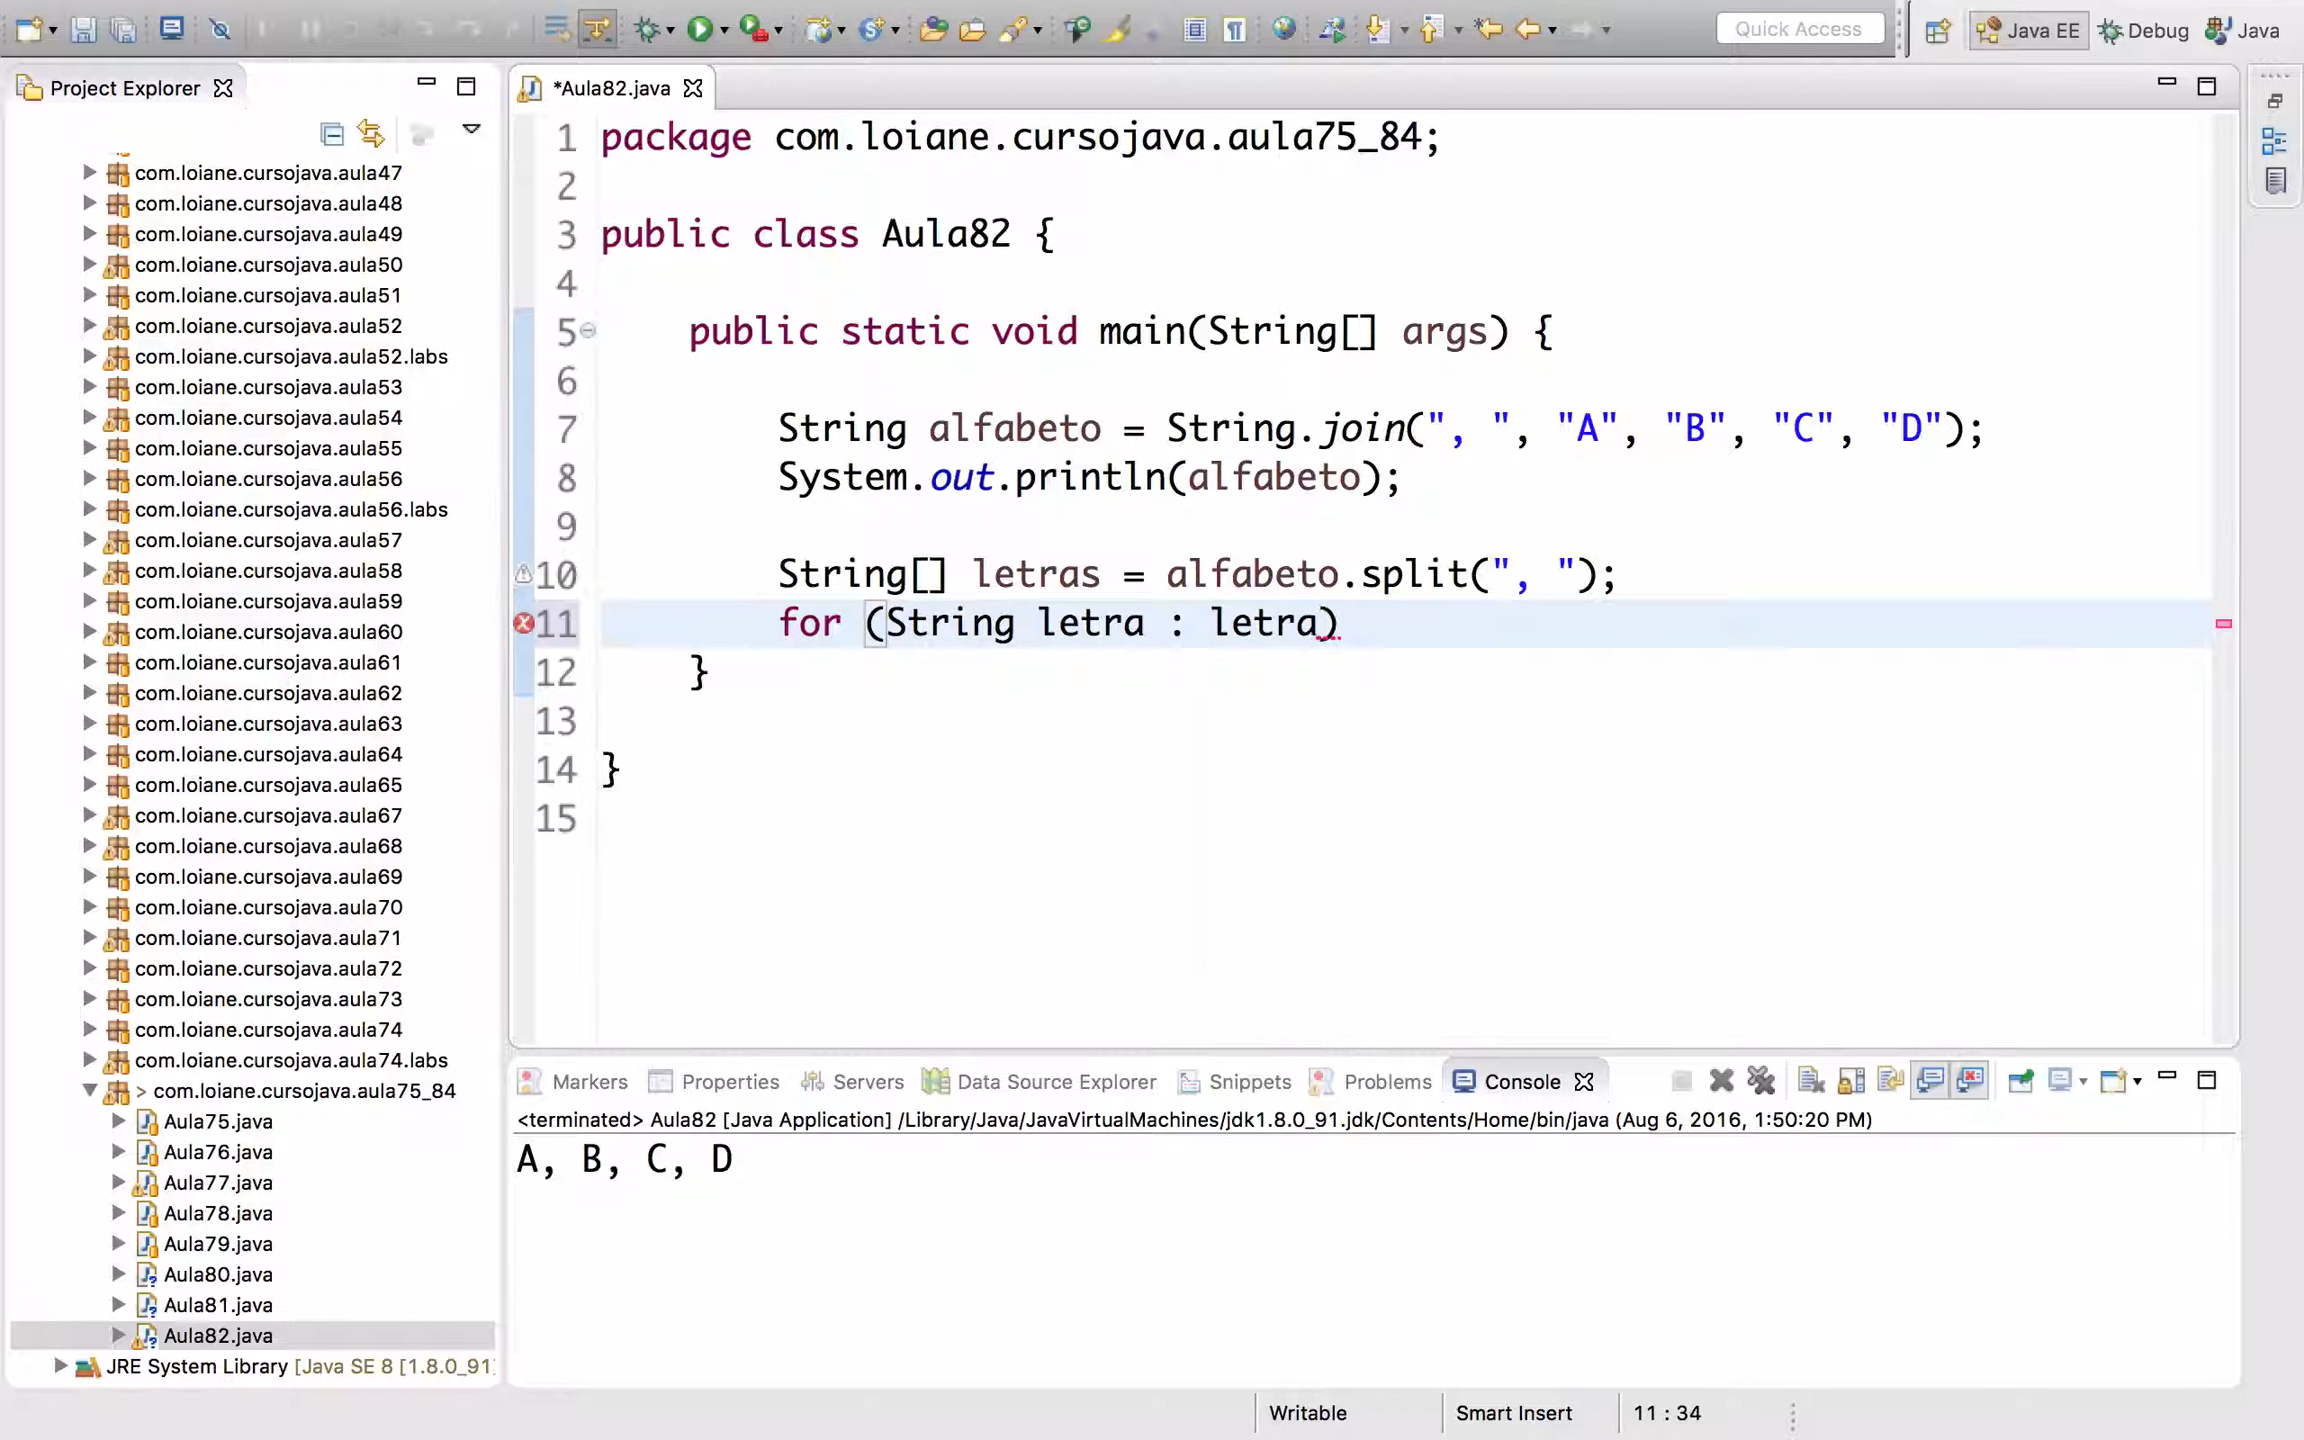 Quick Access
Java EE
Debug
Java
Project Explorer
com.loiane.cursojava.aula47
com.loiane.cursojava.aula48
com.loiane.cursojava.aula49
com.loiane.cursojava.aula50
com.loiane.cursojava.aula51
com.loiane.cursojava.aula52
com.loiane.cursojava.aula52.labs
com.loiane.cursojava.aula53
com.loiane.cursojava.aula54
com.loiane.cursojava.aula55
com.loiane.cursojava.aula56
com.loiane.cursojava.aula56.labs
com.loiane.cursojava.aula57
com.loiane.cursojava.aula58
com.loiane.cursojava.aula59
com.loiane.cursojava.aula60
com.loiane.cursojava.aula61
com.loiane.cursojava.aula62
com.loiane.cursojava.aula63
com.loiane.cursojava.aula64
com.loiane.cursojava.aula65
com.loiane.cursojava.aula67
com.loiane.cursojava.aula68
com.loiane.cursojava.aula69
com.loiane.cursojava.aula70
com.loiane.cursojava.aula71
com.loiane.cursojava.aula72
com.loiane.cursojava.aula73
com.loiane.cursojava.aula74
com.loiane.cursojava.aula74.labs
> com.loiane.cursojava.aula75_84
Aula75.java
Aula76.java
Aula77.java
Aula78.java
Aula79.java
Aula80.java
Aula81.java
Aula82.java
JRE System Library [Java SE 8 [1.8.0_91]
*Aula82.java
1 package com.loiane.cursojava.aula75_84;
2
3 public class Aula82 {
4
5 public static void main(String[] args) {
6
7 String alfabeto = String.join(", ", "A", "B", "C", "D");
8 System.out.println(alfabeto);
9
10 String[] letras = alfabeto.split(", ");
11 for (String letra : letra)
12 }
13
14 }
15
Markers
Properties
Servers
Data Source Explorer
Snippets
Problems
Console
<terminated> Aula82 [Java Application] /Library/Java/JavaVirtualMachines/jdk1.8.0_91.jdk/Contents/Home/bin/java (Aug 6, 2016, 1:50:20 PM)
A, B, C, D
Writable
Smart Insert
11 : 34